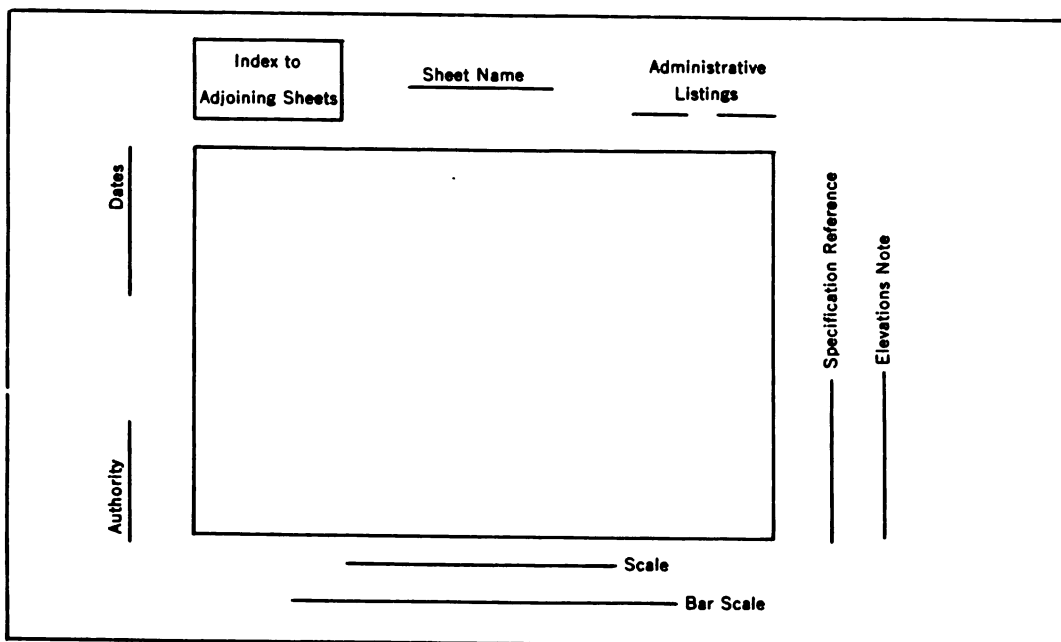 Index to
Adjoining Sheets
Sheet Name
Administrative
Listings
Dates
Authority
Specification Reference
Elevations Note
Scale
Bar Scale